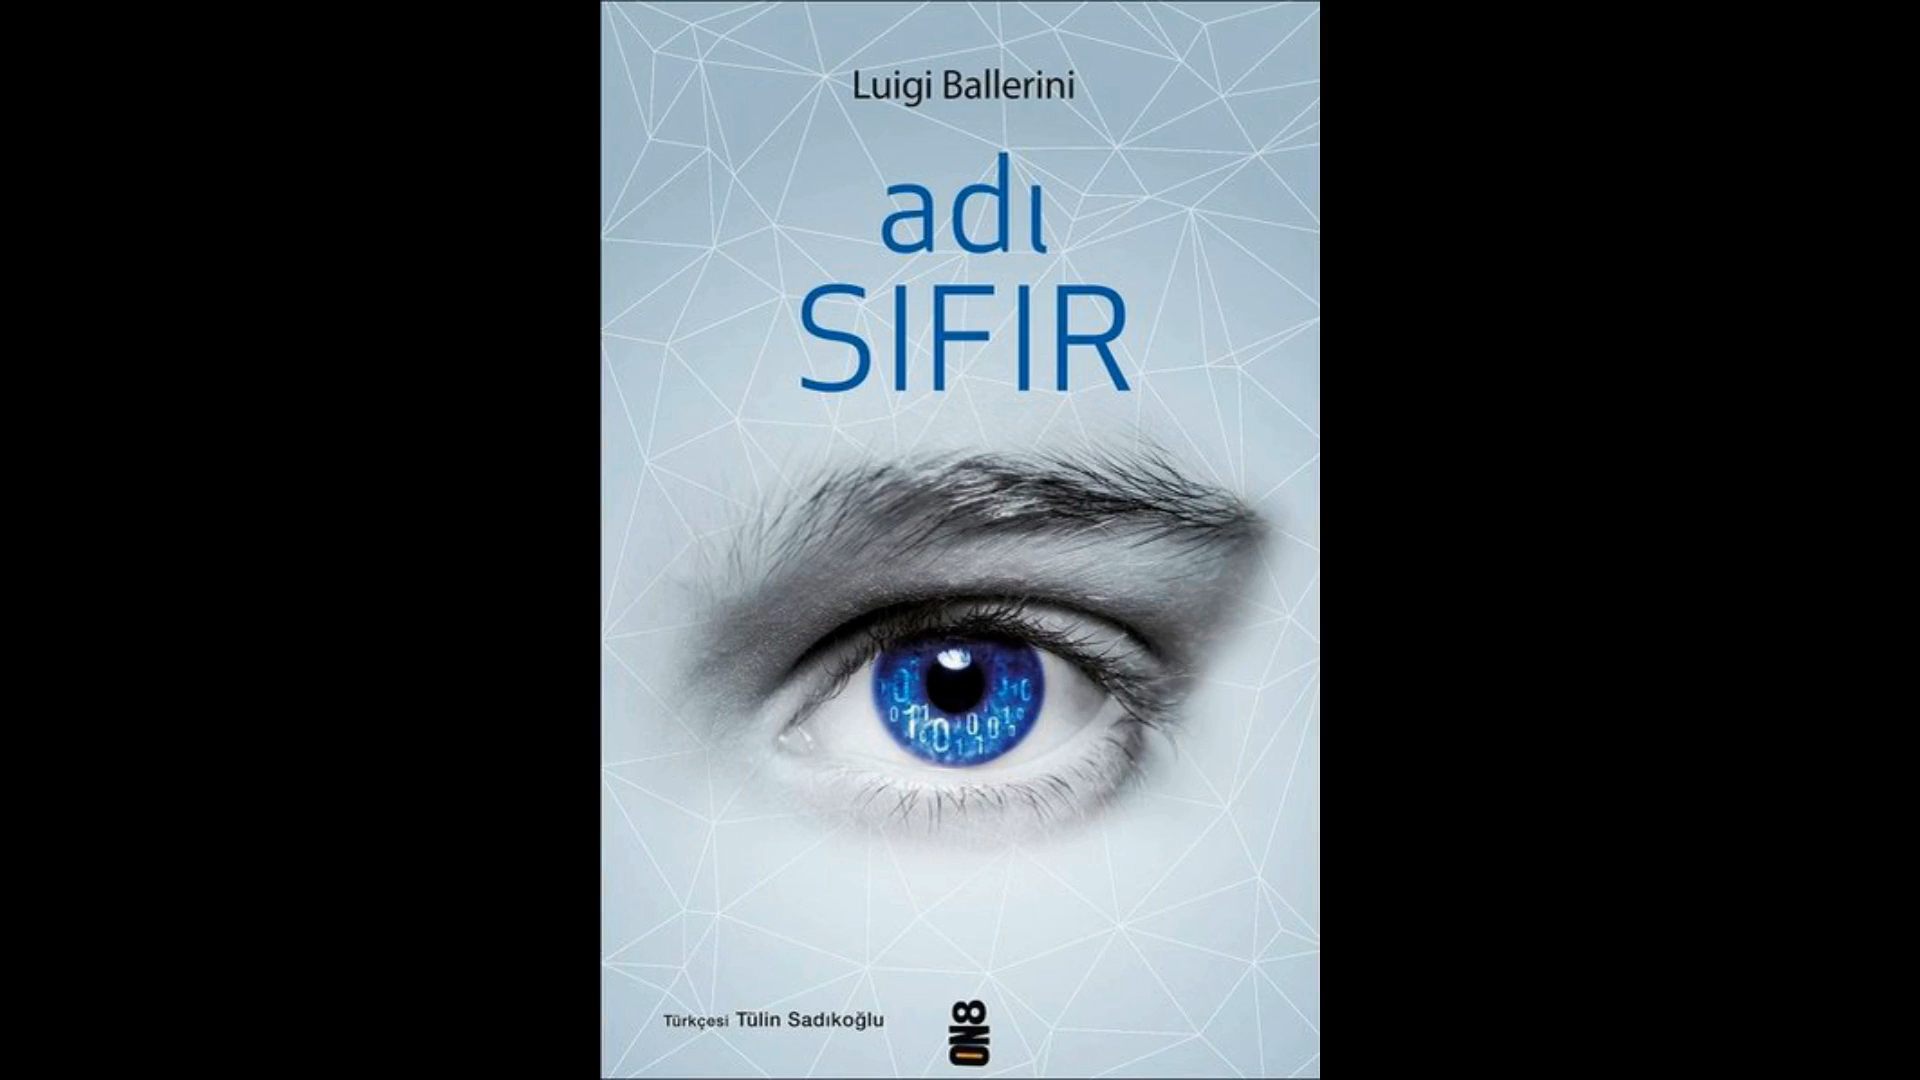 Luigi Ballerini
adı
SIFIR
Türkçesi Tülin Sadıkoğlu
ON8